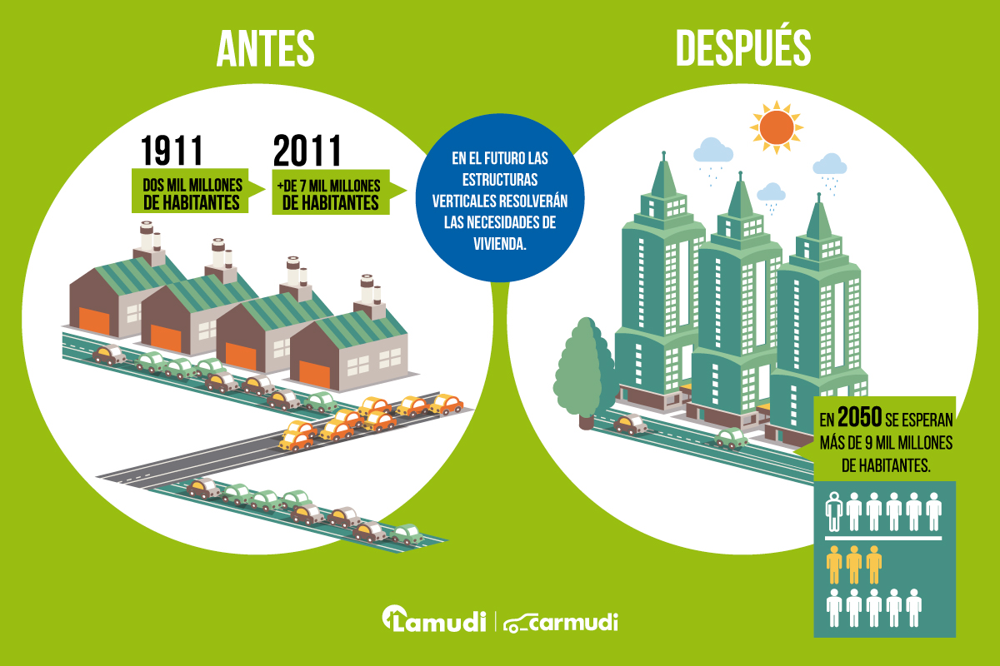 ANTES
DESPUÉS
1911
DOS MIL MILLONES
DE HABITANTES
2011
+DE 7 MIL MILLONES
DE HABITANTES
EN EL FUTURO LAS
ESTRUCTURAS
VERTICALES RESOLVERÁN
LAS NECESIDADES DE
VIVIENDA.
EN 2050 SE ESPERAN
MÁS DE 9 MIL MILLONES
DE HABITANTES.
Lamudi | carmudi